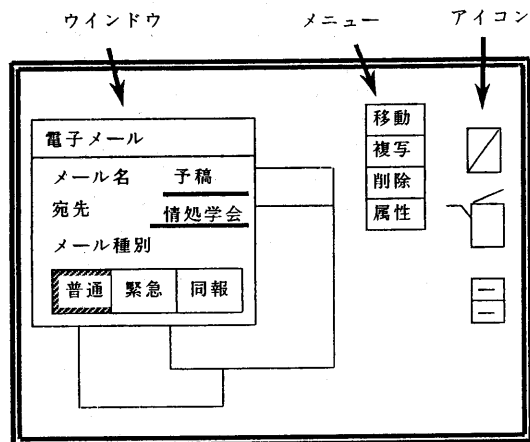 ウインドウ メニュー アイコン
電子メール
メール名 予稿
宛先 情処学会
メール種別
普通 緊急 同報
移動
複写
削除
属性